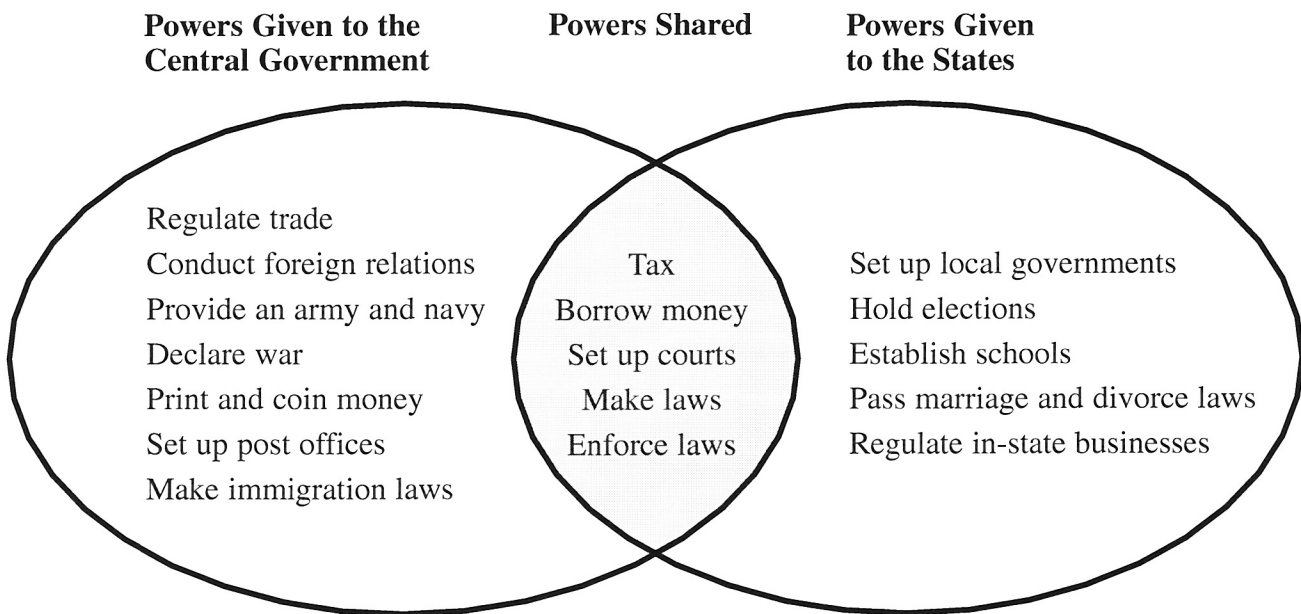 Powers Given to the
Central Government
Powers Shared
Powers Given
to the States
Regulate trade
Conduct foreign relations
Provide an army and navy
Declare war
Print and coin money
Set up post offices
Make immigration laws
Tax
Borrow money
Set up courts
Make laws
Enforce laws
Set up local governments
Hold elections
Establish schools
Pass marriage and divorce laws
Regulate in-state businesses